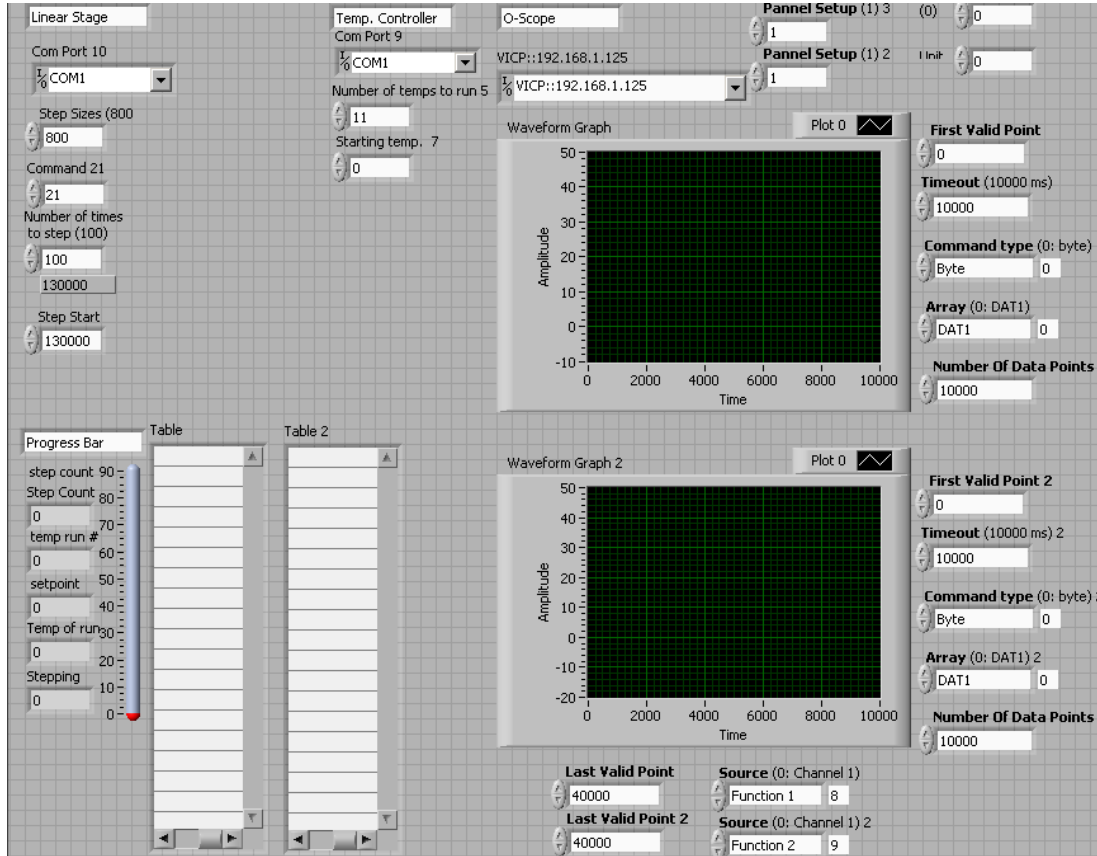 Linear Stage
Com Port 10
COM1
Step Sizes (800
800
Command 21
21
Number of times
to step (100)
100
130000
Step Start
130000
Temp. Controller
Com Port 9
COM1
Number of temps to run 5
11
Starting temp. 7
0
O-Scope
VICP::192.168.1.125
VICP::192.168.1.125
Pannel Setup (1) 3
1
Pannel Setup (1) 2
1
(0)
0
Unit
0
Waveform Graph
Plot 0
50
40
30
20
10
0
-10
Amplitude
0 2000 4000 6000 8000 10000
Time
First Valid Point
0
Timeout (10000 ms)
10000
Command type (0: byte)
Byte 0
Array (0: DAT1)
DAT1 0
Number Of Data Points
10000
Progress Bar
step count
Step Count
0
temp run #
0
setpoint
0
Temp of run
0
Stepping
0
90
80
70
60
50
40
30
20
10
0
Table
Table 2
Waveform Graph 2
Plot 0
50
40
30
20
10
0
-10
-20
Amplitude
0 2000 4000 6000 8000 10000
Time
First Valid Point 2
0
Timeout (10000 ms) 2
10000
Command type (0: byte) 2
Byte 0
Array (0: DAT1) 2
DAT1 0
Number Of Data Points
10000
Last Valid Point
40000
Last Valid Point 2
40000
Source (0: Channel 1)
Function 1 8
Source (0: Channel 1) 2
Function 2 9